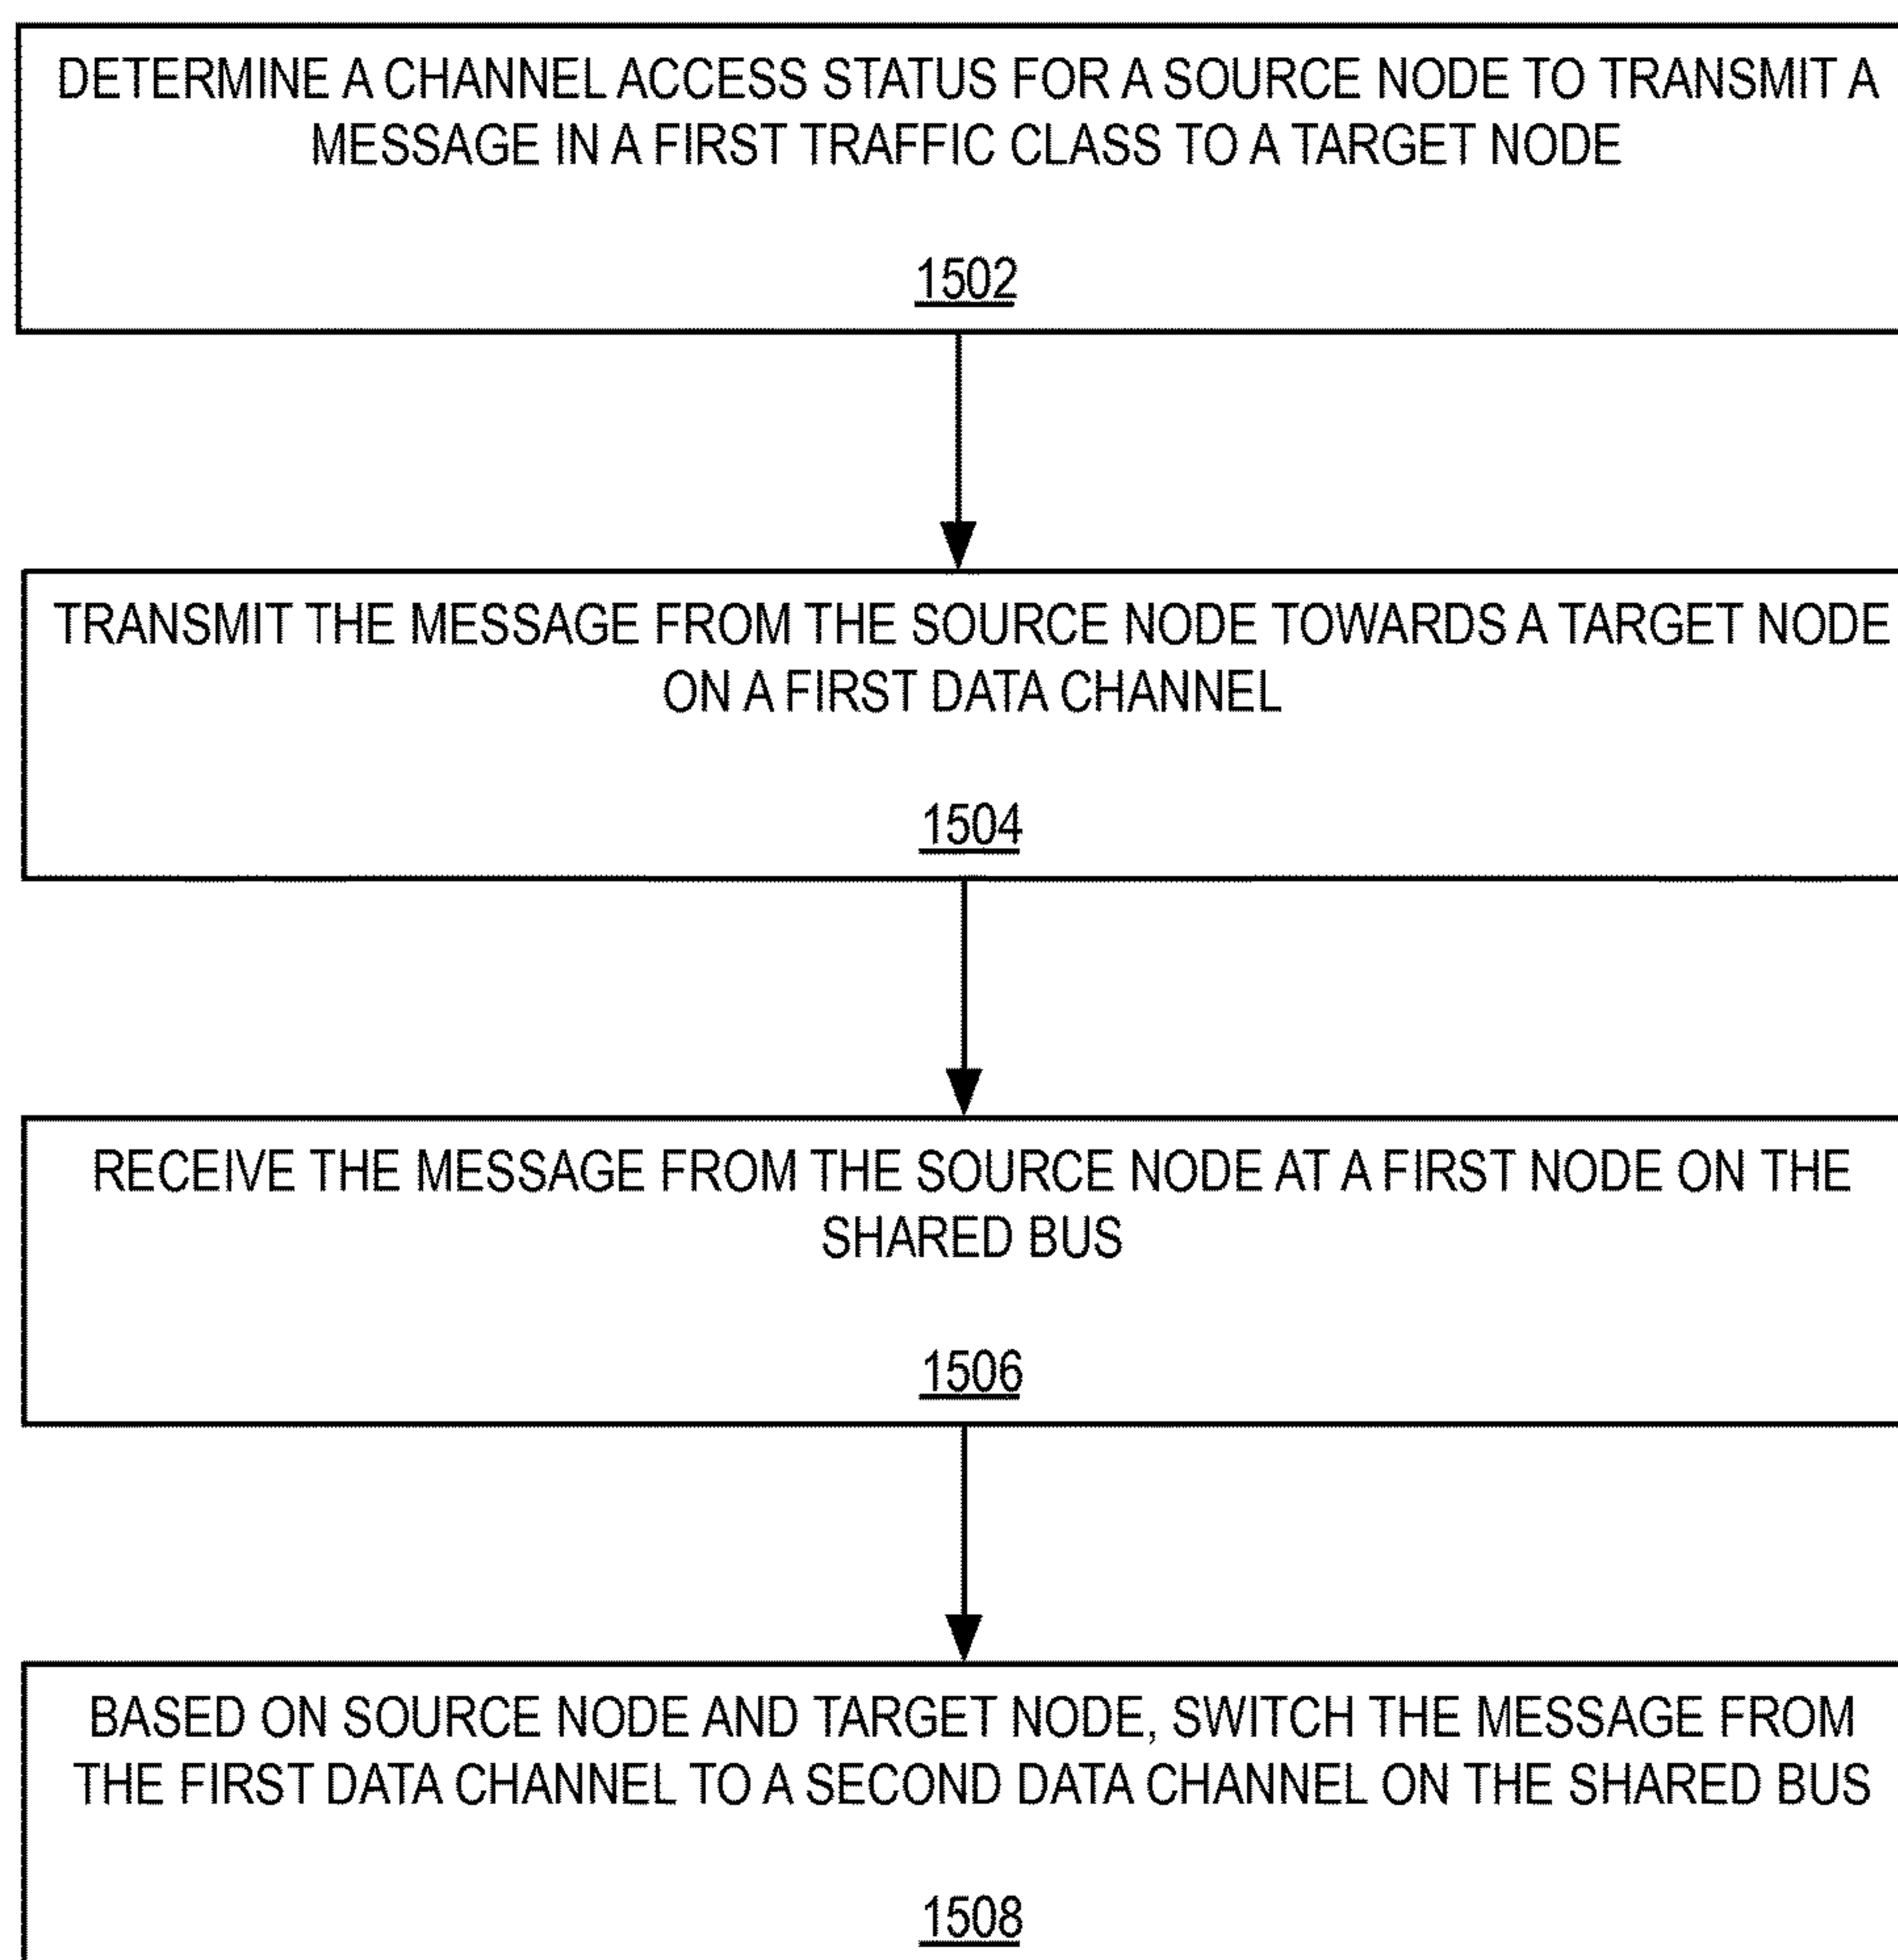 DETERMINE A CHANNEL ACCESS STATUS FOR A SOURCE NODE TO TRANSMIT A
MESSAGE IN A FIRST TRAFFIC CLASS TO A TARGET NODE
1502
TRANSMIT THE MESSAGE FROM THE SOURCE NODE TOWARDS A TARGET NODE
ON A FIRST DATA CHANNEL
1504
RECEIVE THE MESSAGE FROM THE SOURCE NODE AT A FIRST NODE ON THE
SHARED BUS
1506
BASED ON SOURCE NODE AND TARGET NODE, SWITCH THE MESSAGE FROM
THE FIRST DATA CHANNEL TO A SECOND DATA CHANNEL ON THE SHARED BUS
1508